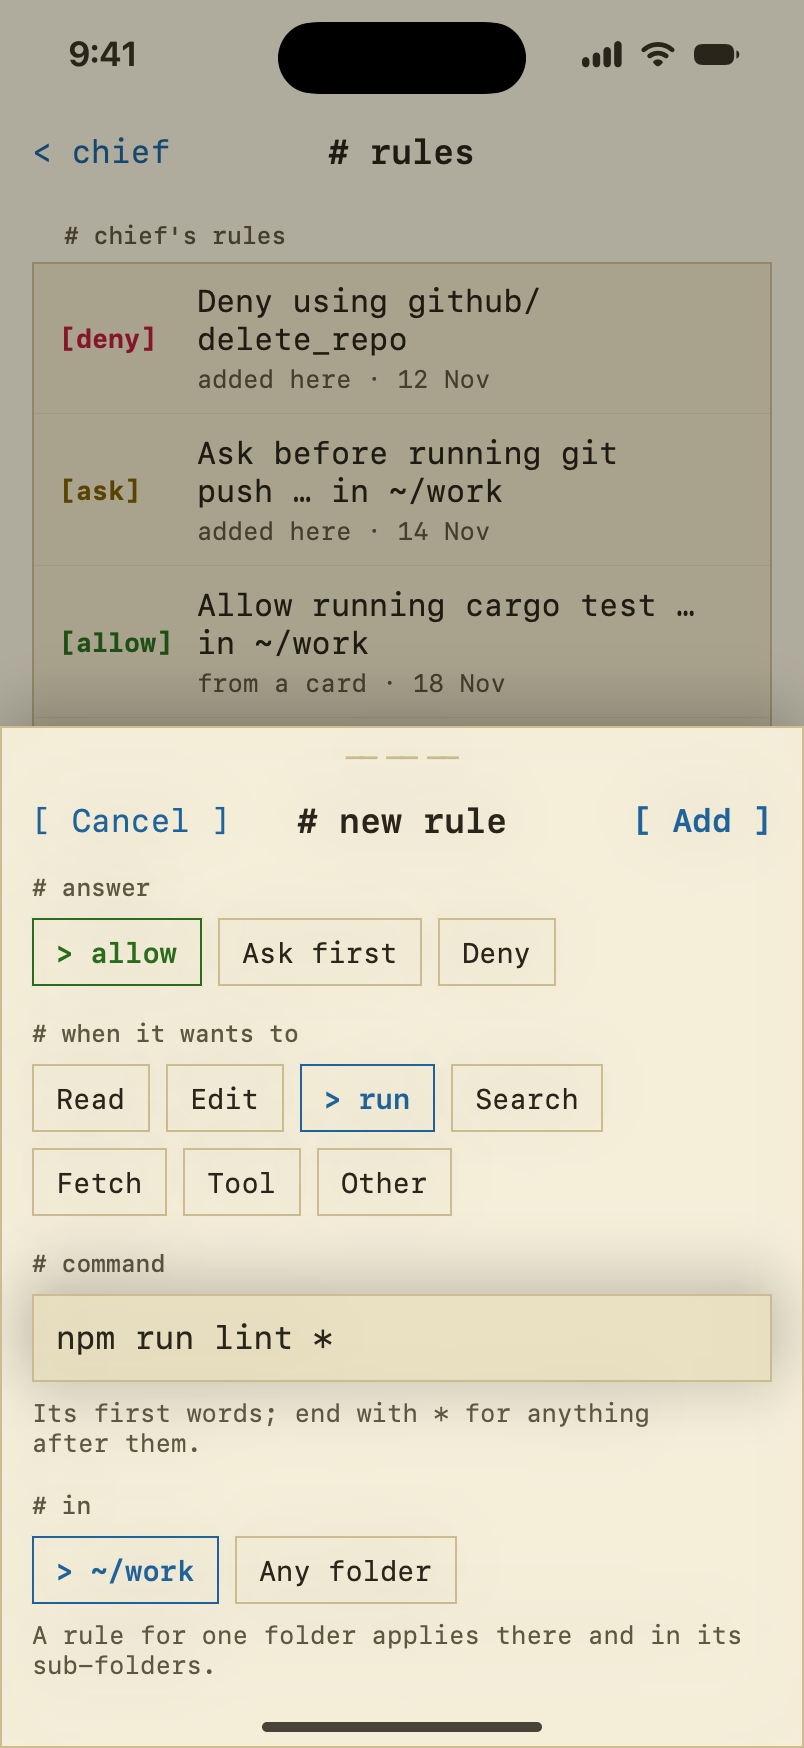 9:41
< chief
# rules
# chief's rules
[deny]
Deny using github/
delete_repo
added here · 12 Nov
[ask]
Ask before running git
push … in ~/work
added here · 14 Nov
[allow]
Allow running cargo test …
in ~/work
from a card · 18 Nov
[ Cancel ]
# new rule
[ Add ]
# answer
> allow
Ask first
Deny
# when it wants to
Read
Edit
> run
Search
Fetch
Tool
Other
# command
npm run lint *
Its first words; end with * for anything
after them.
# in
> ~/work
Any folder
A rule for one folder applies there and in its
sub-folders.